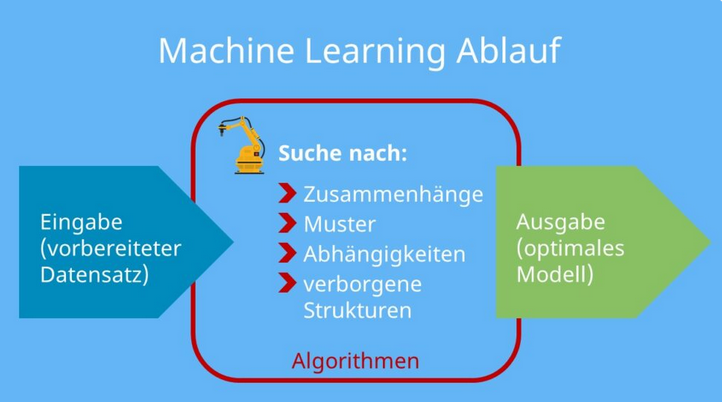 Machine Learning Ablauf
Suche nach:
Zusammenhänge
Muster
Abhängigkeiten
verborgene
Strukturen
Algorithmen
Eingabe
(vorbereiteter
Datensatz)
Ausgabe
(optimales
Modell)